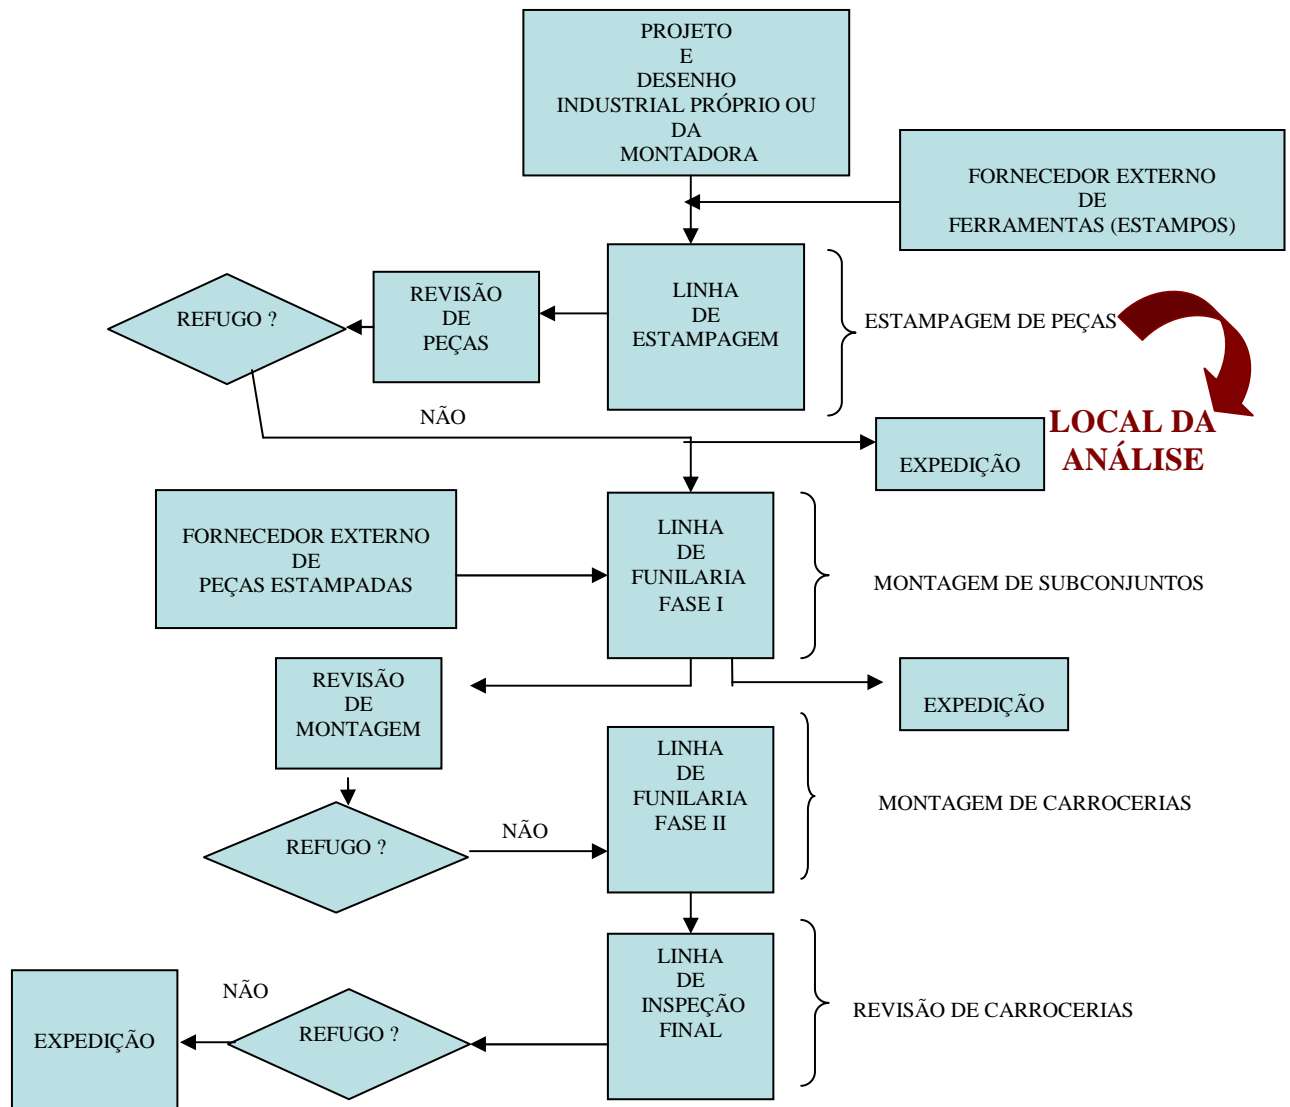 PROJETO
E
DESENHO
INDUSTRIAL PRÓPRIO OU
DA
MONTADORA
FORNECEDOR EXTERNO
DE
FERRAMENTAS (ESTAMPOS)
REFUGO ?
REVISÃO
DE
PEÇAS
LINHA
DE
ESTAMPAGEM
ESTAMPAGEM DE PEÇAS
NÃO
LOCAL DA
ANÁLISE
EXPEDIÇÃO
FORNECEDOR EXTERNO
DE
PEÇAS ESTAMPADAS
LINHA
DE
FUNILARIA
FASE I
MONTAGEM DE SUBCONJUNTOS
REVISÃO
DE
MONTAGEM
EXPEDIÇÃO
REFUGO ?
NÃO
LINHA
DE
FUNILARIA
FASE II
MONTAGEM DE CARROCERIAS
LINHA
DE
INSPEÇÃO
FINAL
REVISÃO DE CARROCERIAS
REFUGO ?
NÃO
EXPEDIÇÃO